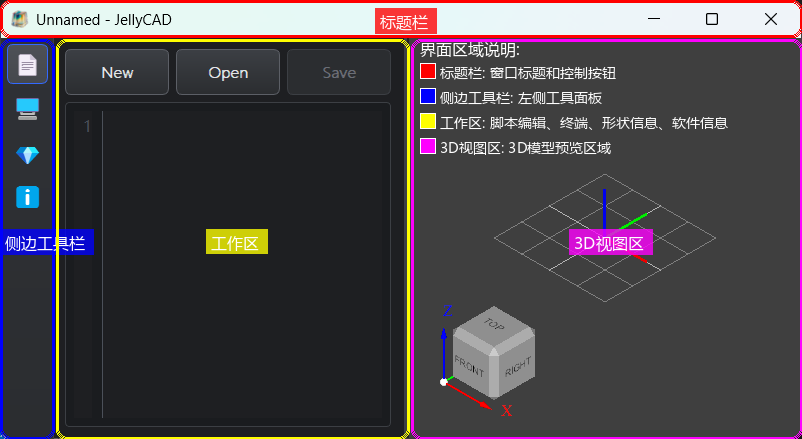 Unnamed - JellyCAD
标题栏
New
Open
Save
1
侧边工具栏
工作区
界面区域说明:
标题栏: 窗口标题和控制按钮
侧边工具栏: 左侧工具面板
工作区: 脚本编辑、终端、形状信息、软件信息
3D视图区: 3D模型预览区域
3D视图区
Z
TOP
FRONT
RIGHT
X